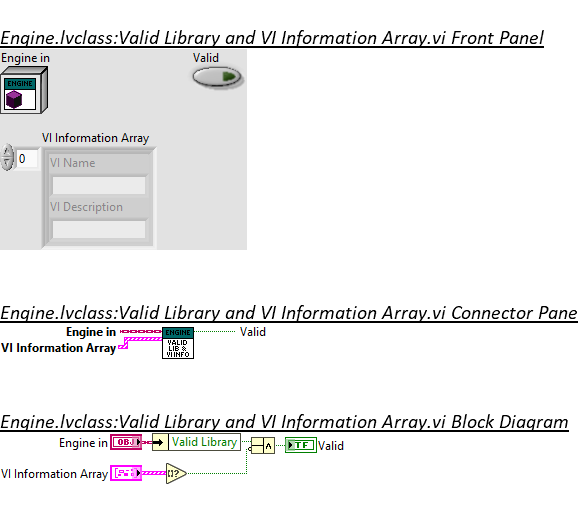 Engine.lvclass:Valid Library and VI Information Array.vi Front Panel
Engine in Valid
ENGINE
VI Information Array
0
VI Name
VI Description
Engine.lvclass:Valid Library and VI Information Array.vi Connector Pane
Engine in ENGINE Valid
VI Information Array VALID
LIB &
VI INFO
Engine.lvclass:Valid Library and VI Information Array.vi Block Diagram
Engine in OBJ Valid Library TF Valid
VI Information Array []?